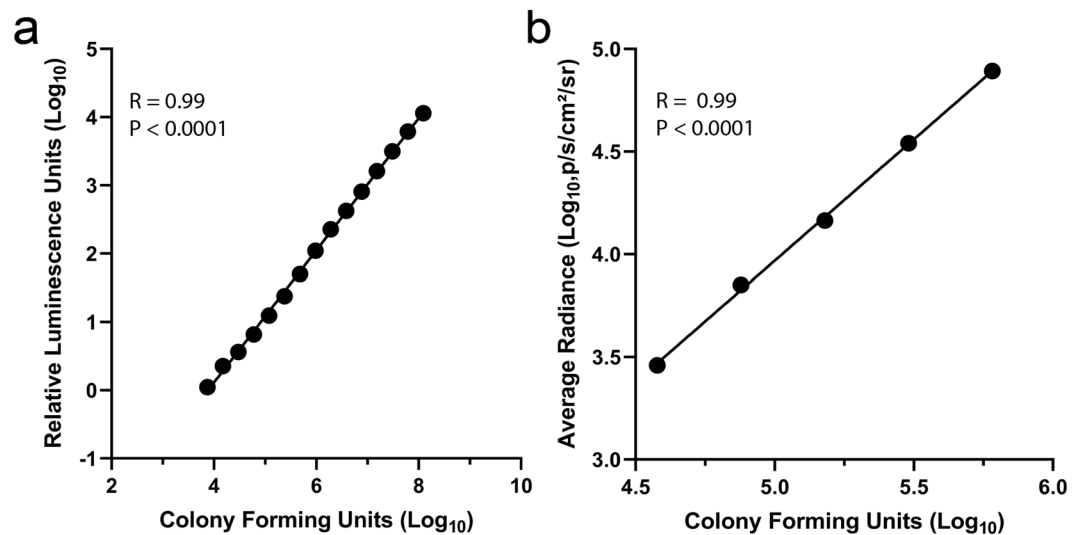 a
5
4
3
2
1
0
-1
Relative Luminescence Units (Log₁₀)
R = 0.99
P < 0.0001
2
4
6
8
10
Colony Forming Units (Log₁₀)
b
5.0
4.5
4.0
3.5
3.0
Average Radiance (Log₁₀,p/s/cm²/sr)
R = 0.99
P < 0.0001
4.5
5.0
5.5
6.0
Colony Forming Units (Log₁₀)